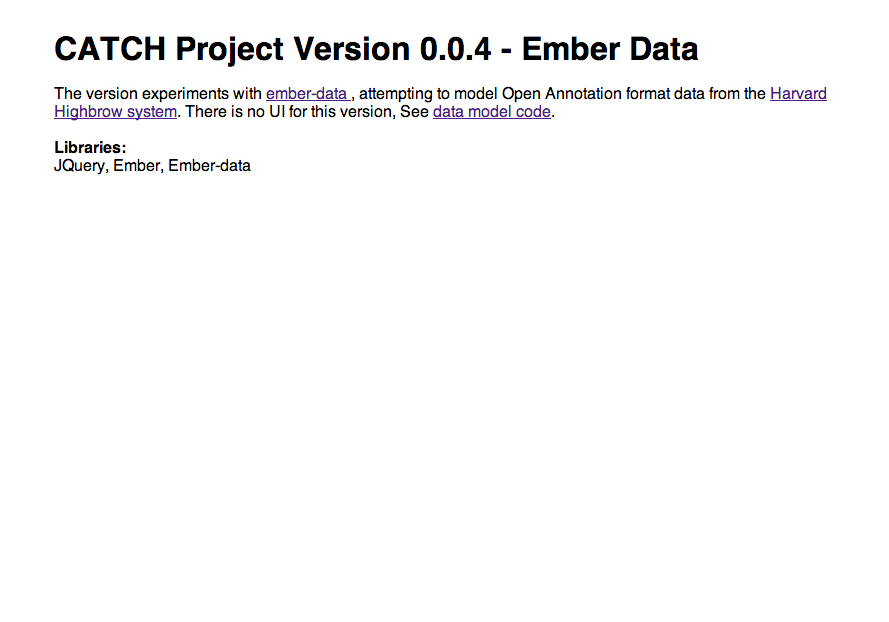 CATCH Project Version 0.0.4 - Ember Data
The version experiments with ember-data , attempting to model Open Annotation format data from the Harvard
Highbrow system. There is no UI for this version, See data model code.
Libraries:
JQuery, Ember, Ember-data